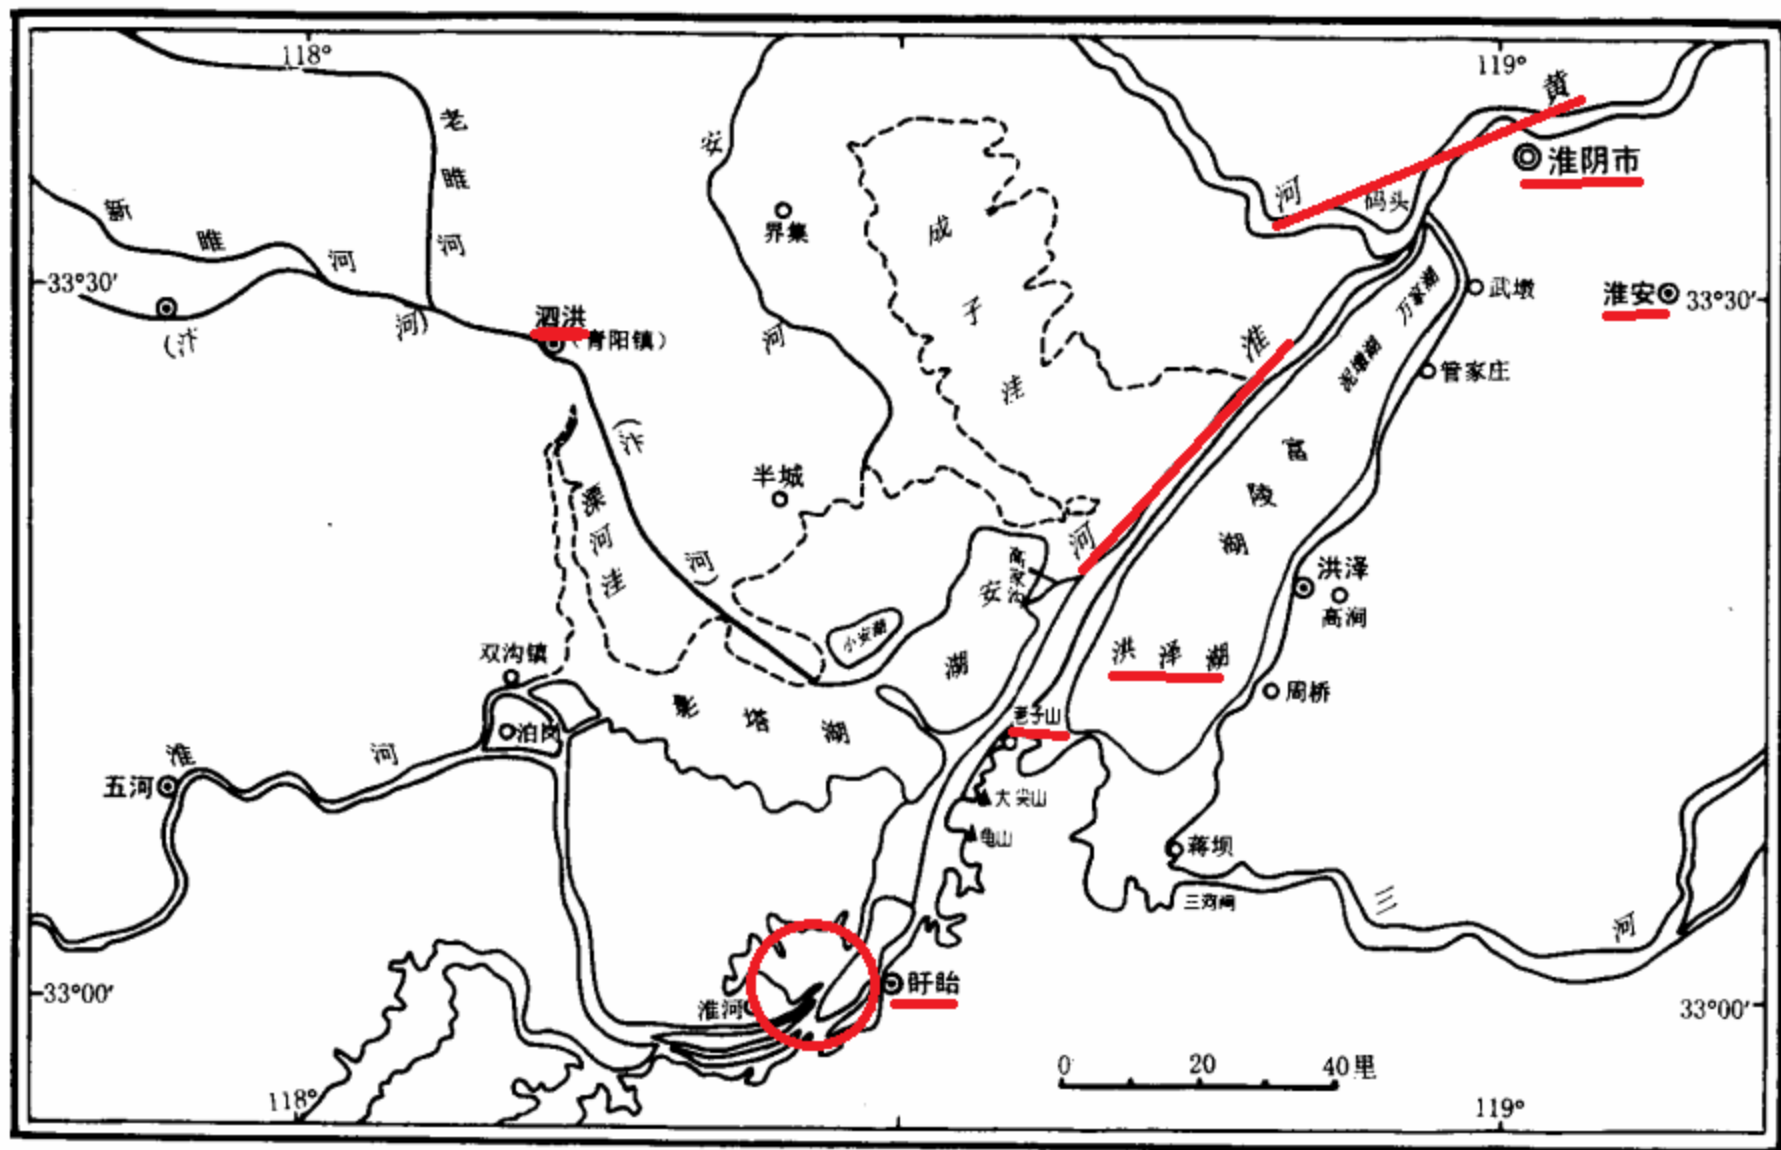 118°
119°
黄河
老睢河
安河
淮阴市
码头
新睢河
界集
成子洼
33°30′
泗洪
(青阳镇)
(汴河)
淮河
万家湖
武墩
淮安
33°30′
泥墩湖
管家庄
(汴河)
半城
溧河洼
富陵湖
安湖
洪泽
高涧
小安湖
洪泽湖
双沟镇
影塔湖
老子山
周桥
泊岗
淮河
五河
大尖山
龟山
蒋坝
三河闸
三河
33°00′
淮河
盱眙
33°00′
0 20 40里
118°
119°